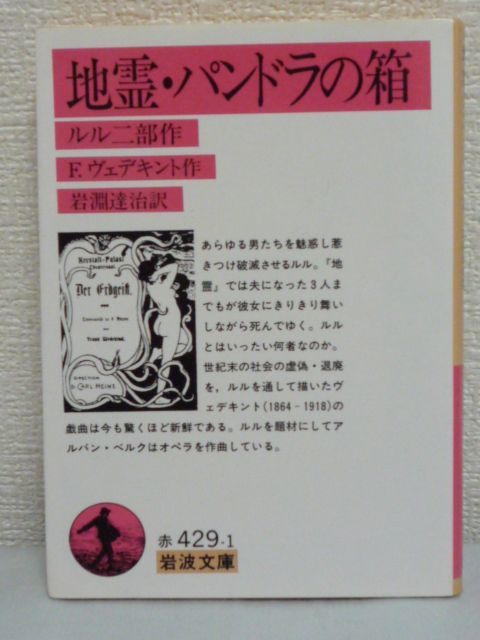 地霊・パンドラの箱
ルル二部作
F.ヴェデキント作
岩淵達治訳
Krystall-Palast
Der Erdgeist.
DIRECTION
Dr. CARL HEINE
あらゆる男たちを魅惑し惹
きつけ破滅させるルル。『地
霊』では夫になった3人ま
でもが彼女にきりきり舞い
しながら死んでゆく。ルル
とはいったい何者なのか。
世紀末の社会の虚偽・退廃
を,ルルを通して描いたヴ
ェデキント(1864-1918)の
戯曲は今も驚くほど新鮮である。ルルを題材にしてア
ルバン・ベルクはオペラを作曲している。
赤 429-1
岩波文庫